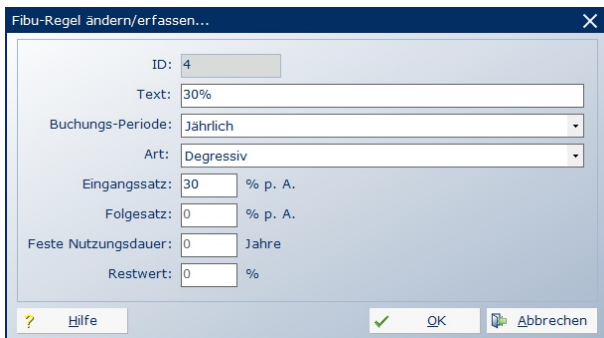 Fibu-Regel ändern/erfassen...
ID: 4
Text: 30%
Buchungs-Periode: Jährlich
Art: Degressiv
Eingangssatz: 30 % p. A.
Folgesatz: 0 % p. A.
Feste Nutzungsdauer: 0 Jahre
Restwert: 0 %
? Hilfe OK Abbrechen